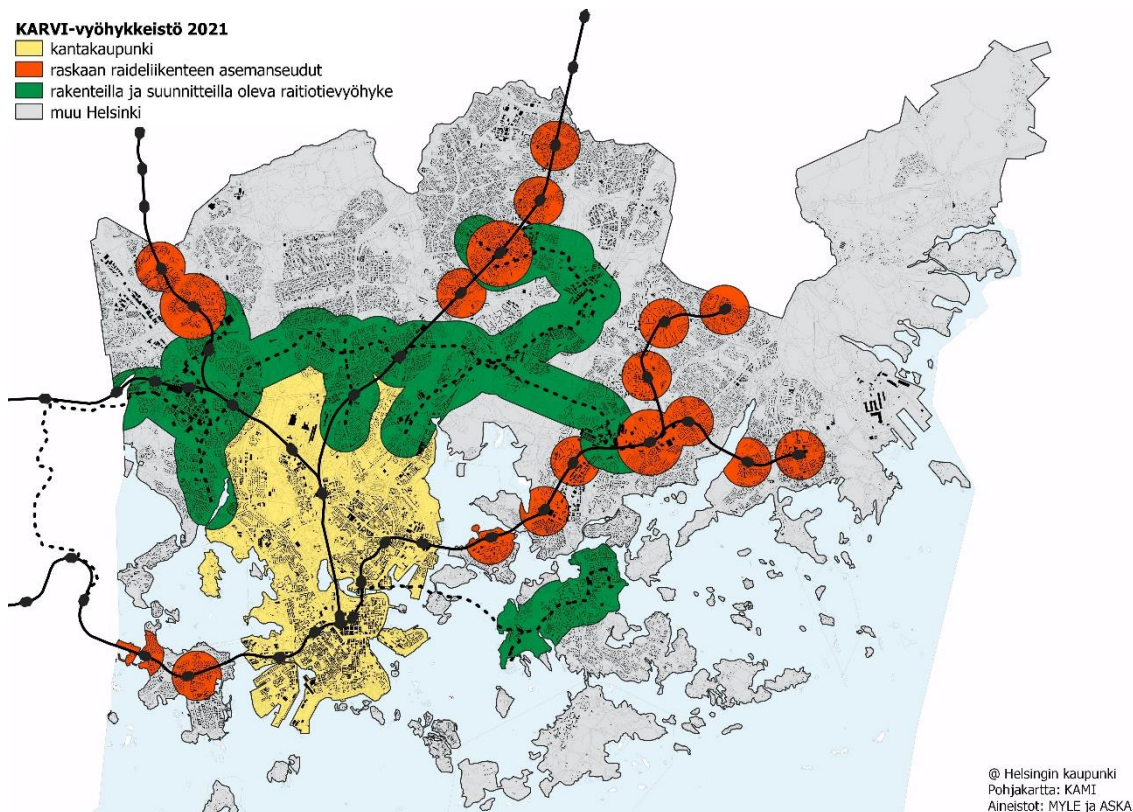 KARVI-vyöhykkeistö 2021
kantakaupunki
raskaan raideliikenteen asemanseudut
rakenteilla ja suunnitteilla oleva raitiotievyöhyke
muu Helsinki
@ Helsingin kaupunki
Pohjakartta: KAMI
Aineistot: MYLE ja ASKA